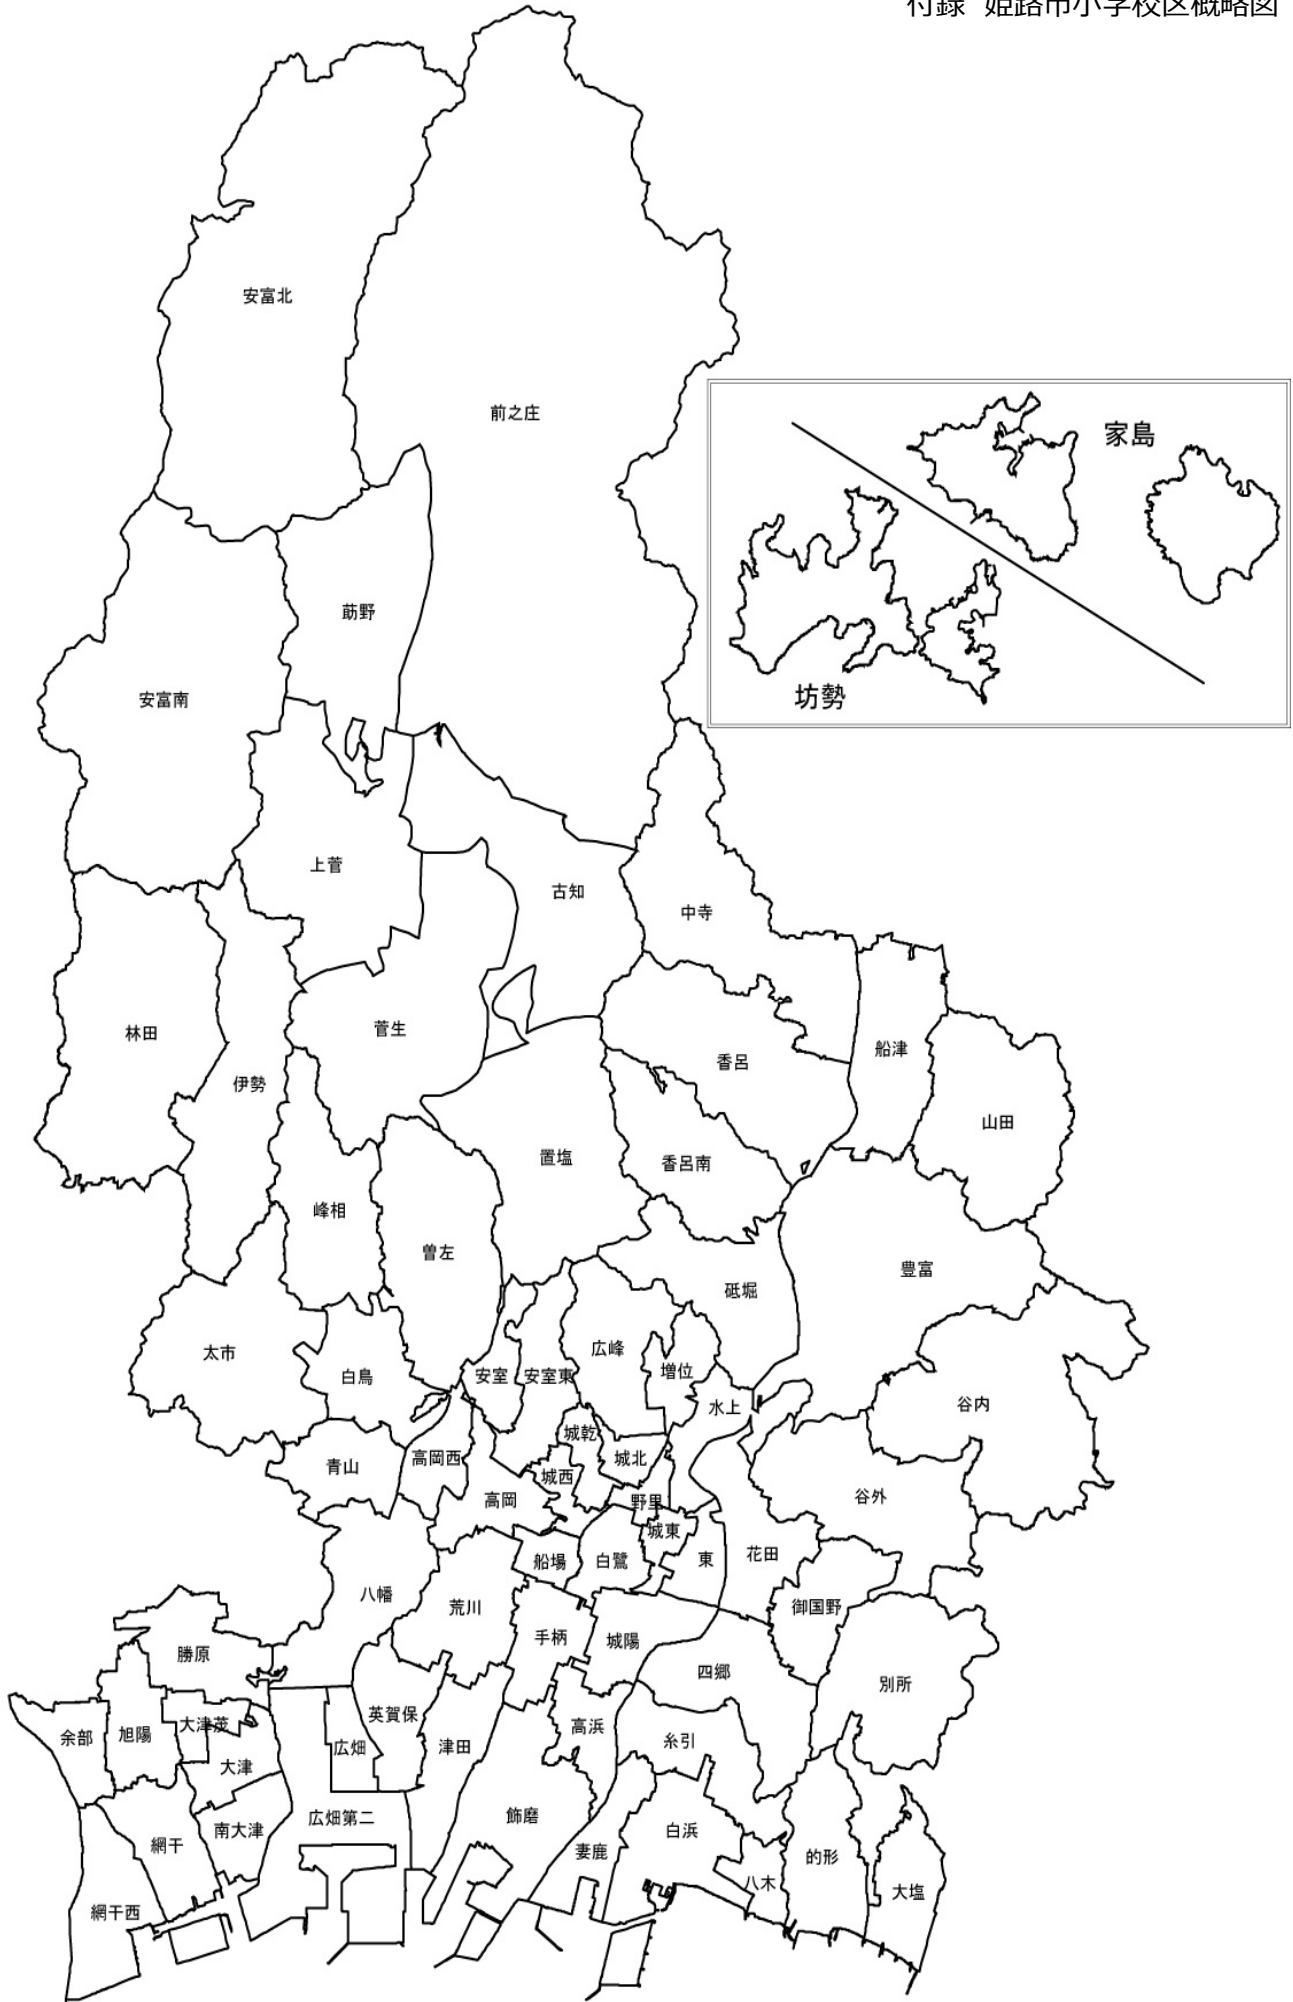 付録 姫路市小学校区概略図
安富北
前之庄
家島
坊勢
莇野
安富南
上菅
古知
中寺
林田
菅生
船津
香呂
伊勢
山田
置塩
香呂南
峰相
曽左
豊富
砥堀
太市
白鳥
安室
安室東
広峰
増位
水上
谷内
城乾
青山
高岡西
城北
城西
高岡
野里
谷外
城東
船場
白鷺
東
花田
八幡
荒川
御国野
手柄
城陽
勝原
四郷
別所
余部
旭陽
大津茂
英賀保
広畑
津田
高浜
糸引
大津
網干
南大津
広畑第二
飾磨
妻鹿
白浜
的形
八木
大塩
網干西